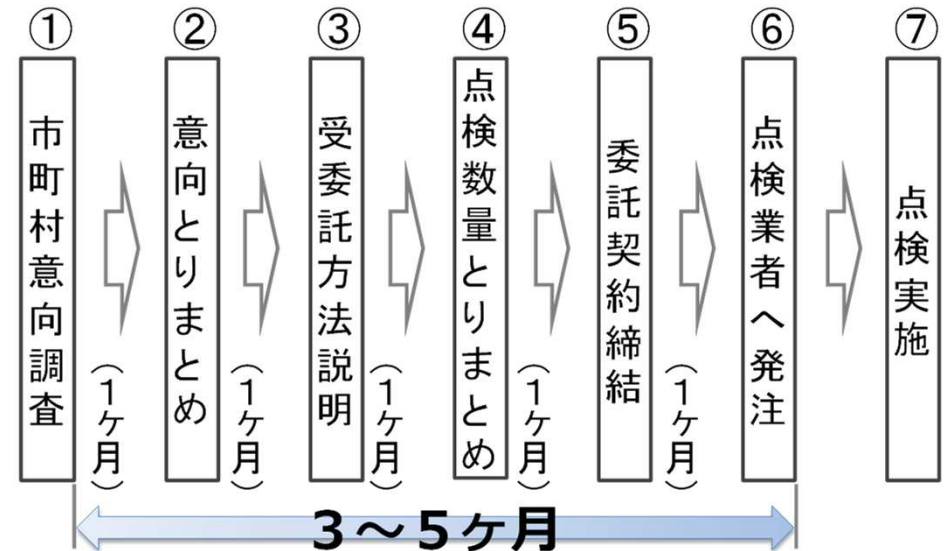 ①
市町村意向調査
（1ヶ月）
②
意向とりまとめ
（1ヶ月）
③
受委託方法説明
（1ヶ月）
④
点検数量とりまとめ
（1ヶ月）
⑤
委託契約締結
（1ヶ月）
⑥
点検業者へ発注
⑦
点検実施
３～５ヶ月